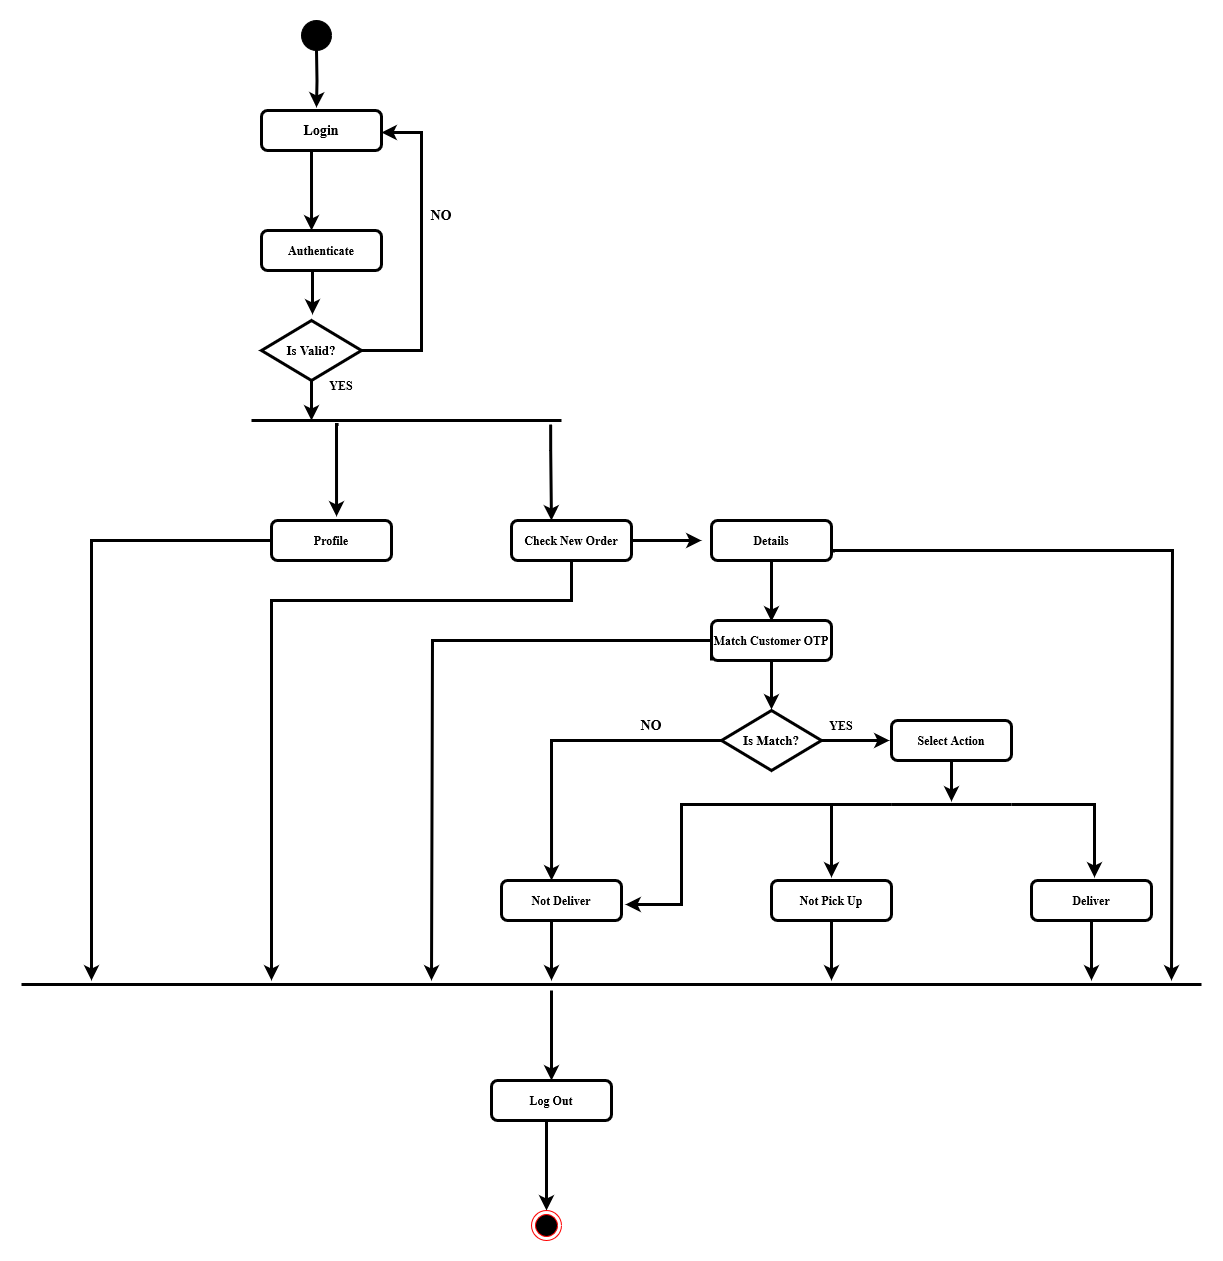 Login
NO
Authenticate
Is Valid?
YES
Profile
Check New Order
Details
Match Customer OTP
NO
Is Match?
YES
Select Action
Not Deliver
Not Pick Up
Deliver
Log Out